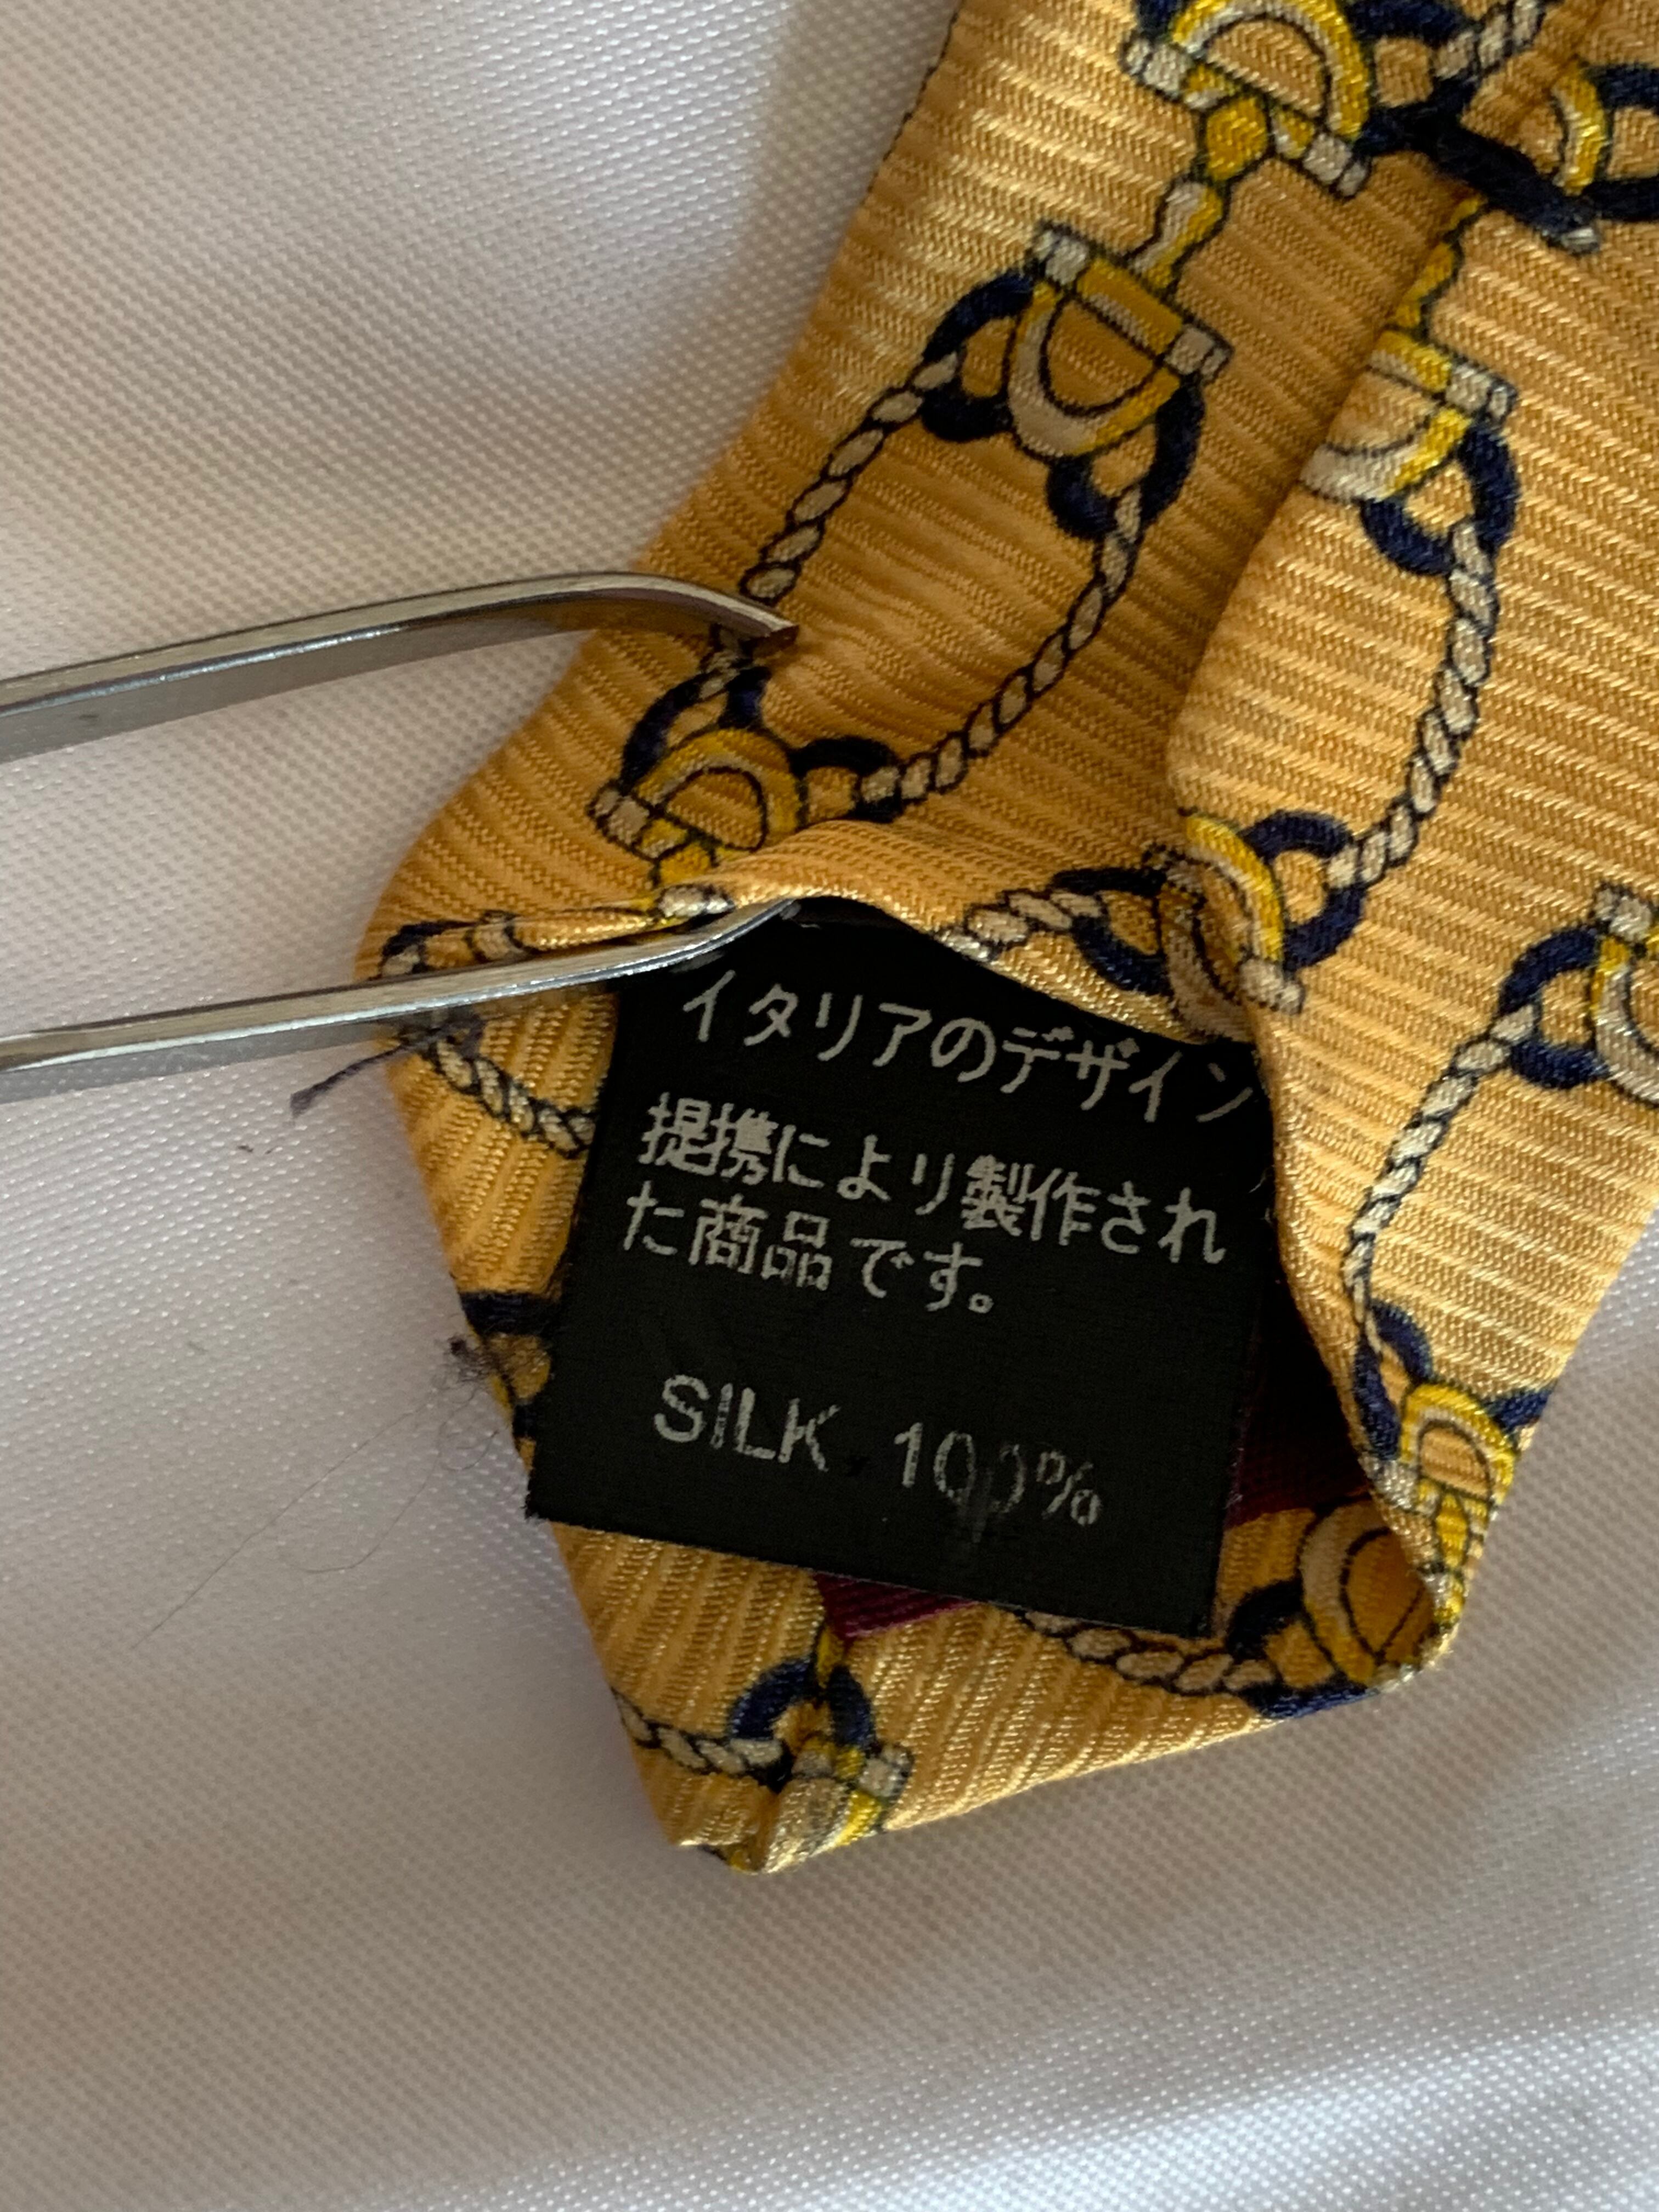 イタリアのデザイン
提携により製作され
た商品です。
SILK 100%